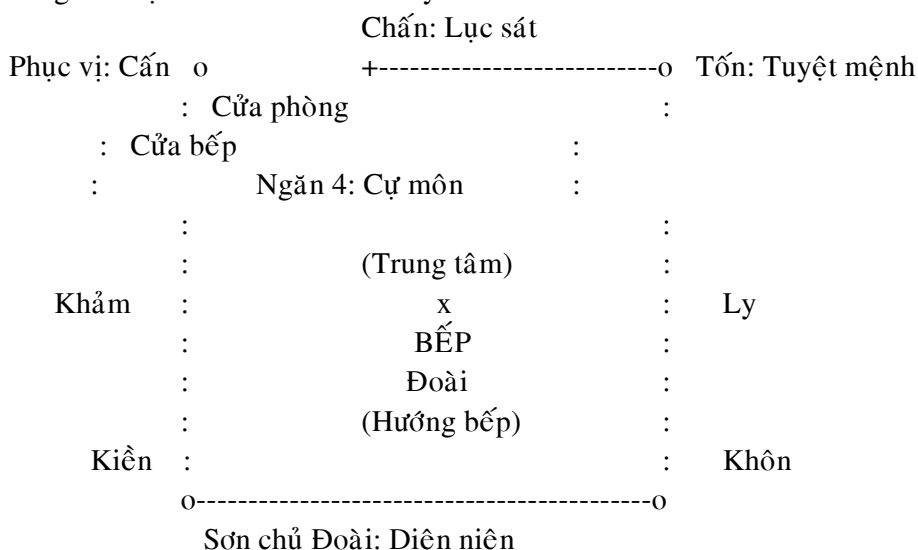 Chấn: Lục sát
Phục vị: Cấn o +---------------------------o Tốn: Tuyệt mệnh
: Cửa phòng :
: Cửa bếp :
: Ngăn 4: Cự môn :
: :
: (Trung tâm) :
Khảm : x : Ly
: BẾP :
: Đoài :
: (Hướng bếp) :
Kiền : : Khôn
o--------------------------------------------o
Sơn chủ Đoài: Diên niên